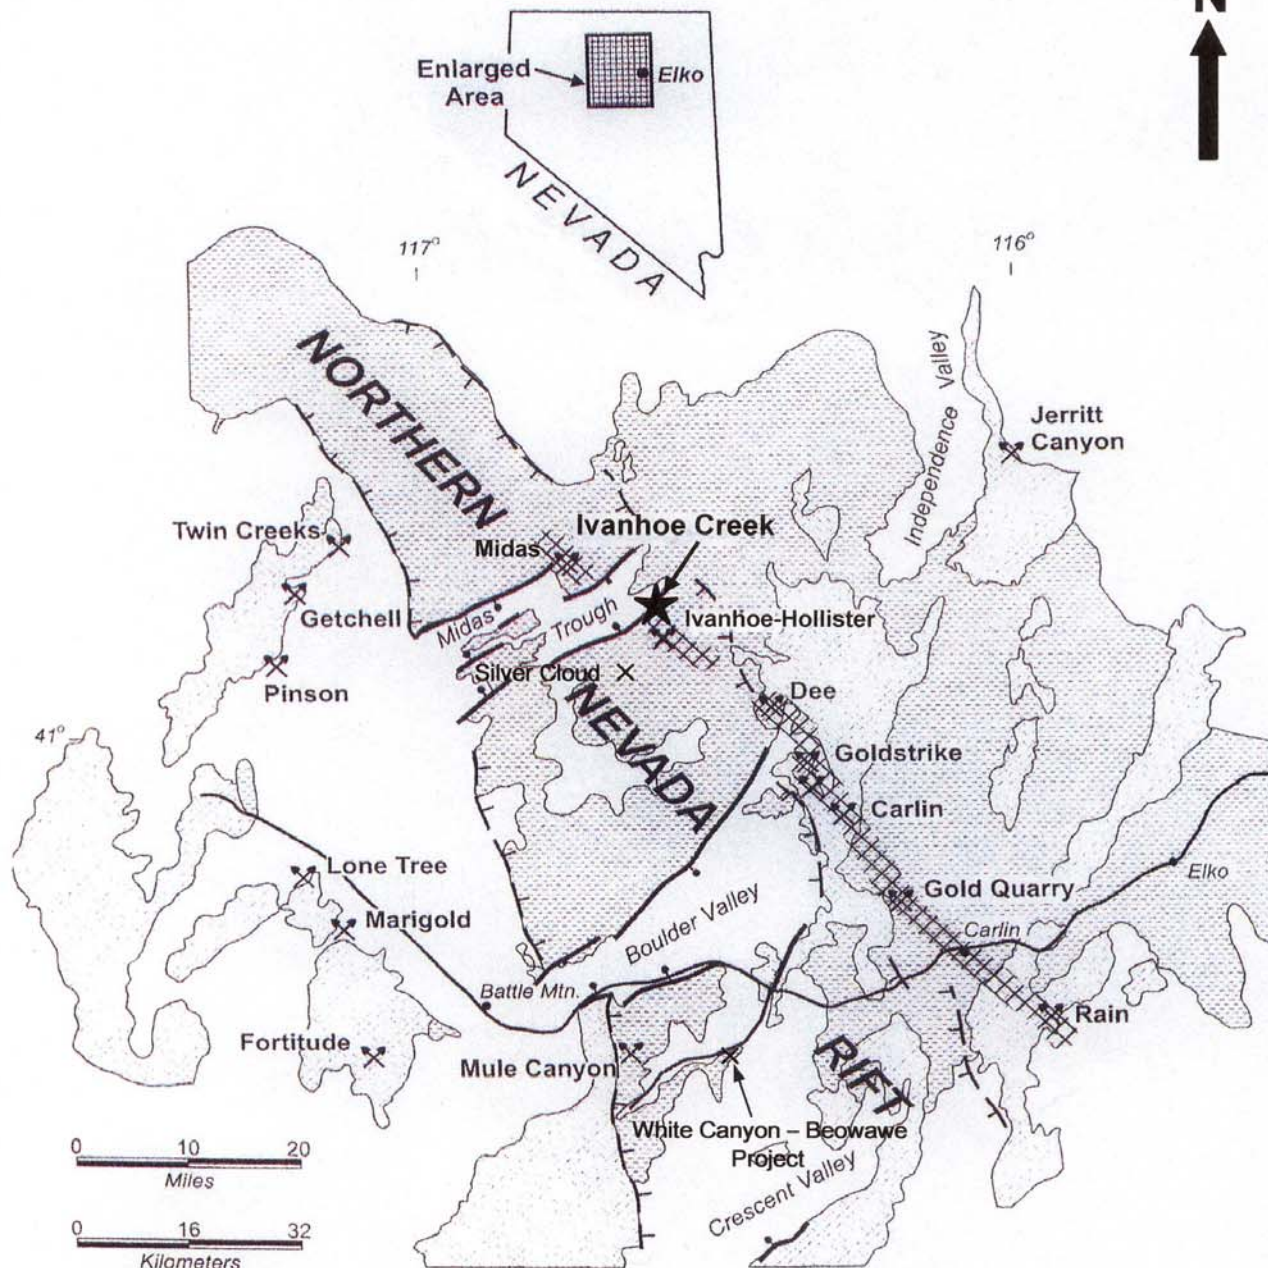 N
Enlarged
Area
Elko
NEVADA
117°
116°
NORTHERN
Independence Valley
Jerritt
Canyon
Twin Creeks
Ivanhoe Creek
Midas
Getchell
Midas
Trough
Ivanhoe-Hollister
Pinson
Silver Cloud
Dee
NEVADA
41°
Goldstrike
Carlin
Lone Tree
Elko
Gold Quarry
Marigold
Boulder Valley
Carlin
Battle Mtn.
Rain
Fortitude
Mule Canyon
RIFT
White Canyon – Beowawe
Project
Crescent Valley
0 10 20
Miles
0 16 32
Kilometers